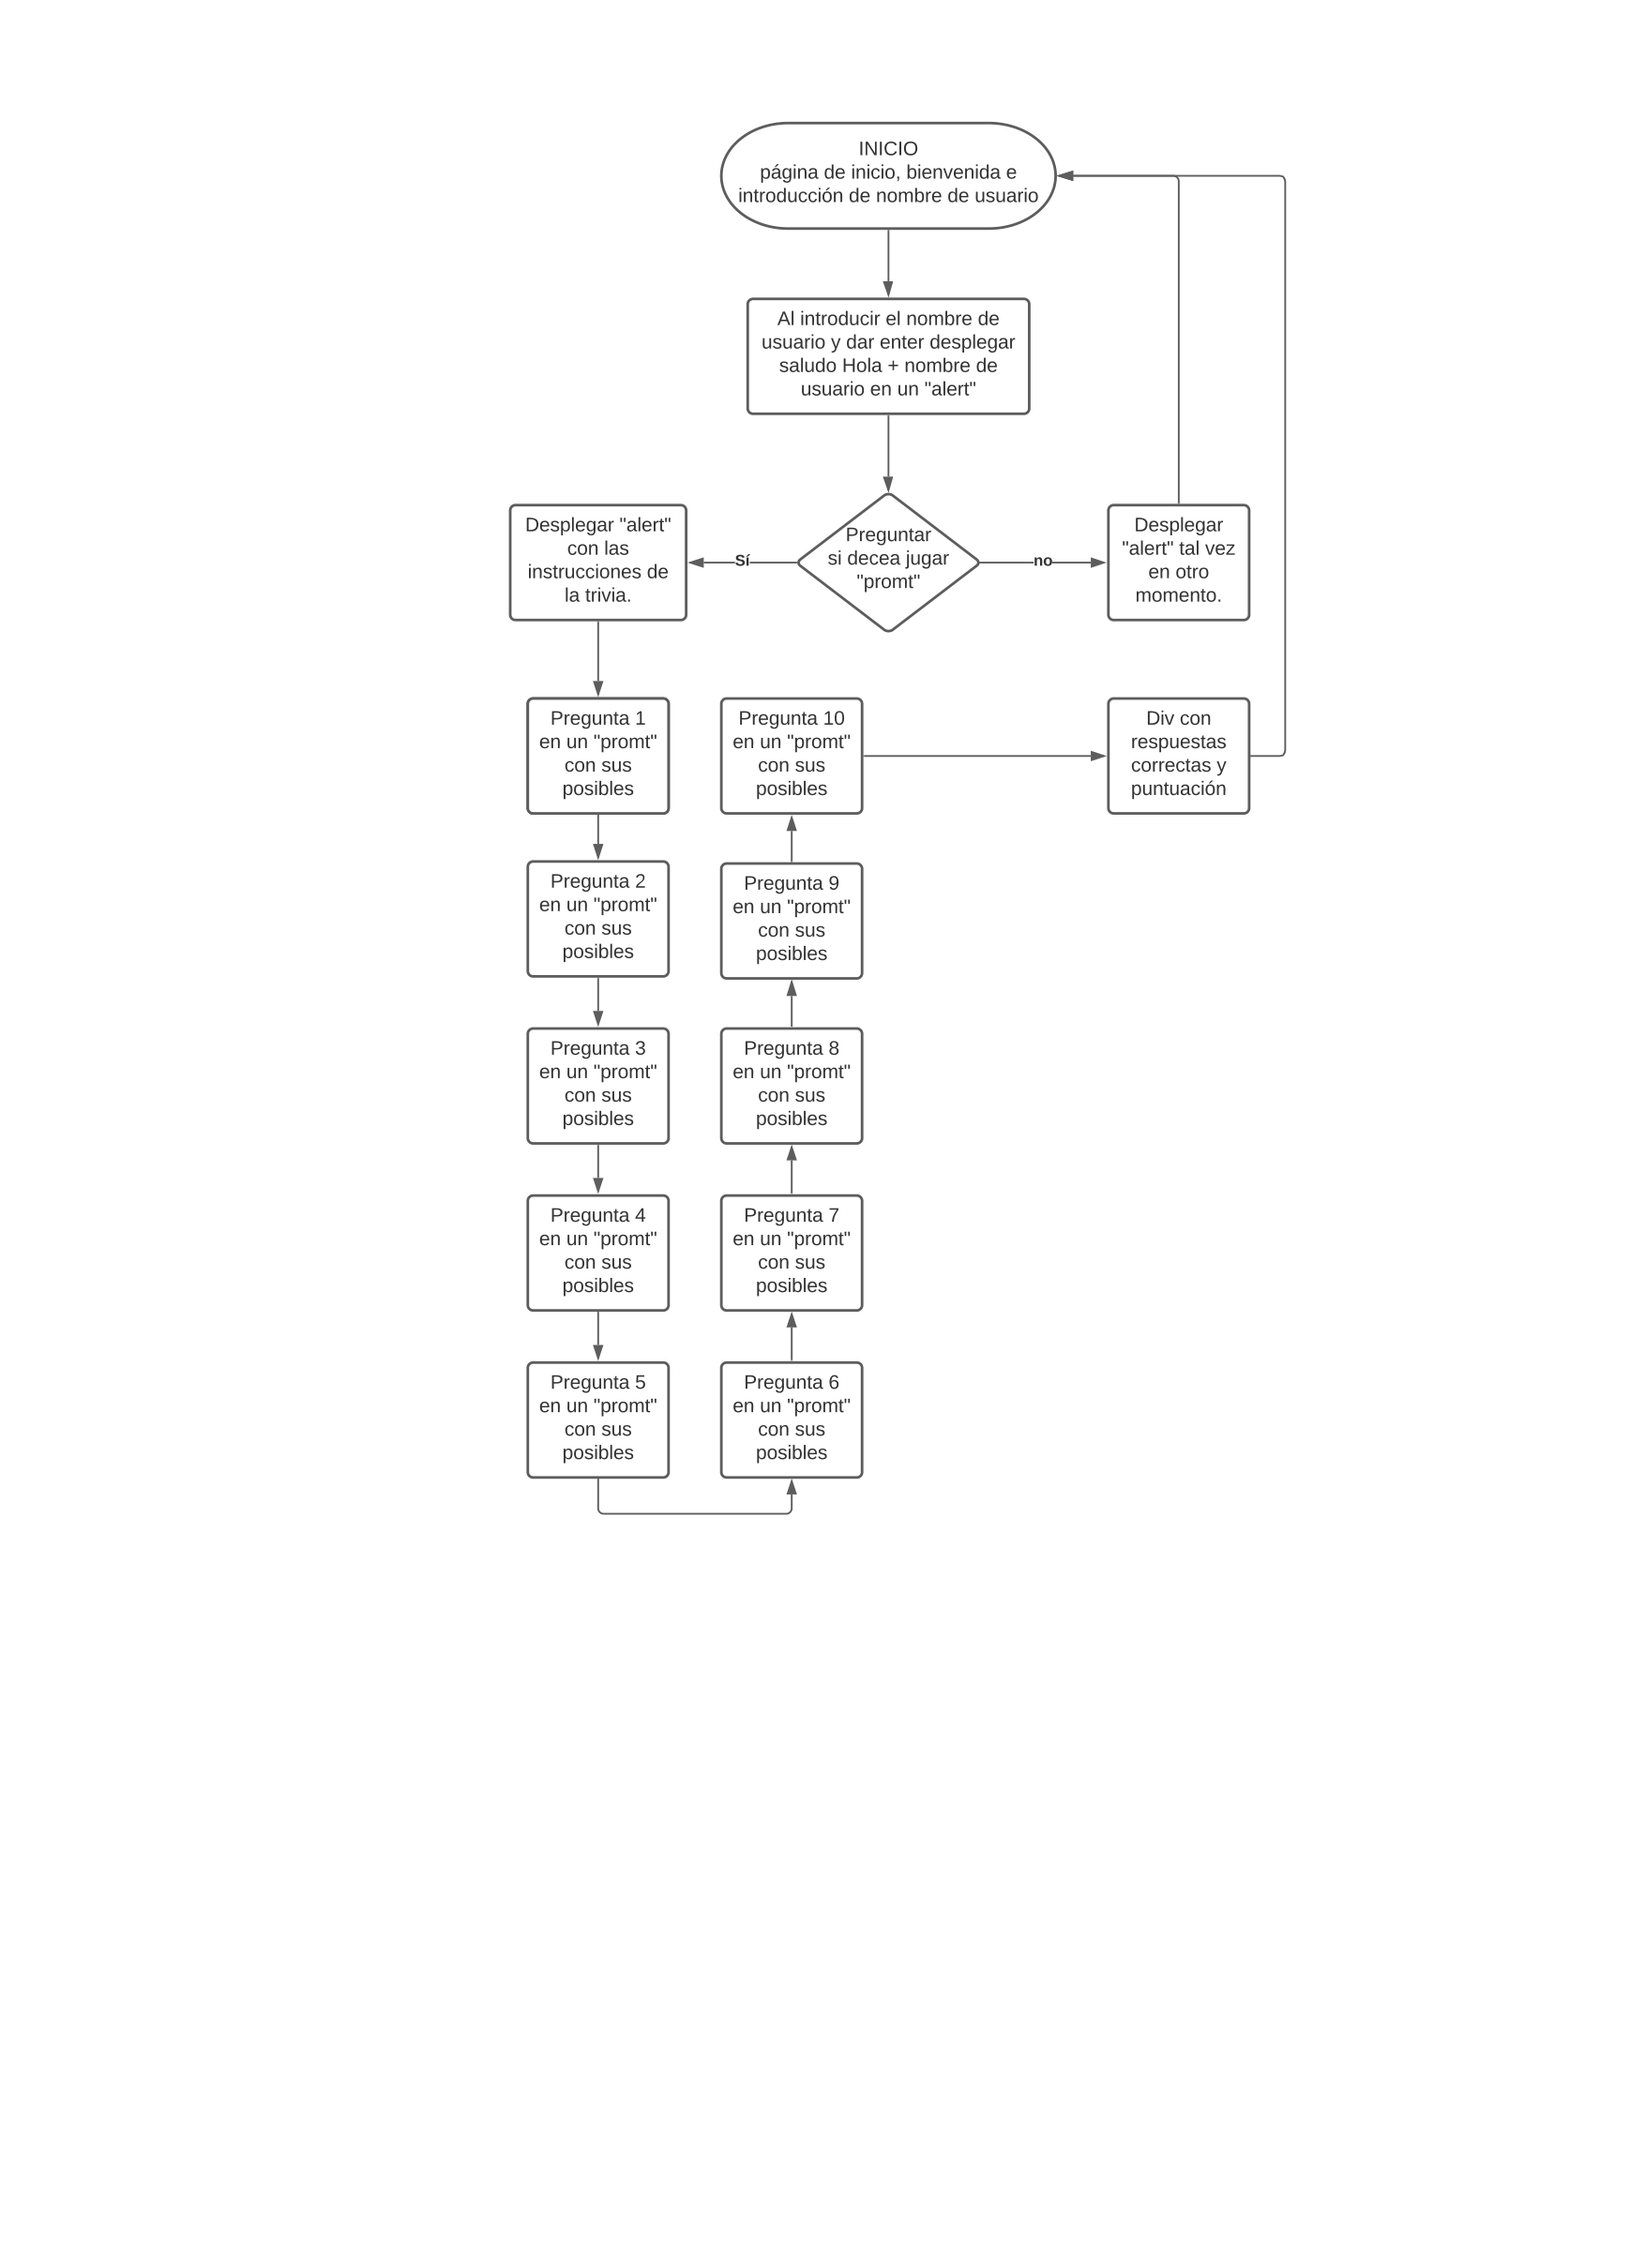 INICIO
página de inicio, bienvenida e
introducción de nombre de usuario
Al introducir el nombre de
usuario y dar enter desplegar
saludo Hola + nombre de
usuario en un "alert"
Preguntar
si decea jugar
"promt"
Sí
no
Desplegar "alert"
con las
instrucciones de
la trivia.
Desplegar
"alert" tal vez
en otro
momento.
Pregunta 1
en un "promt"
con sus
posibles
Pregunta 2
en un "promt"
con sus
posibles
Pregunta 3
en un "promt"
con sus
posibles
Pregunta 4
en un "promt"
con sus
posibles
Pregunta 5
en un "promt"
con sus
posibles
Pregunta 6
en un "promt"
con sus
posibles
Pregunta 7
en un "promt"
con sus
posibles
Pregunta 8
en un "promt"
con sus
posibles
Pregunta 9
en un "promt"
con sus
posibles
Pregunta 10
en un "promt"
con sus
posibles
Div con
respuestas
correctas y
puntuación